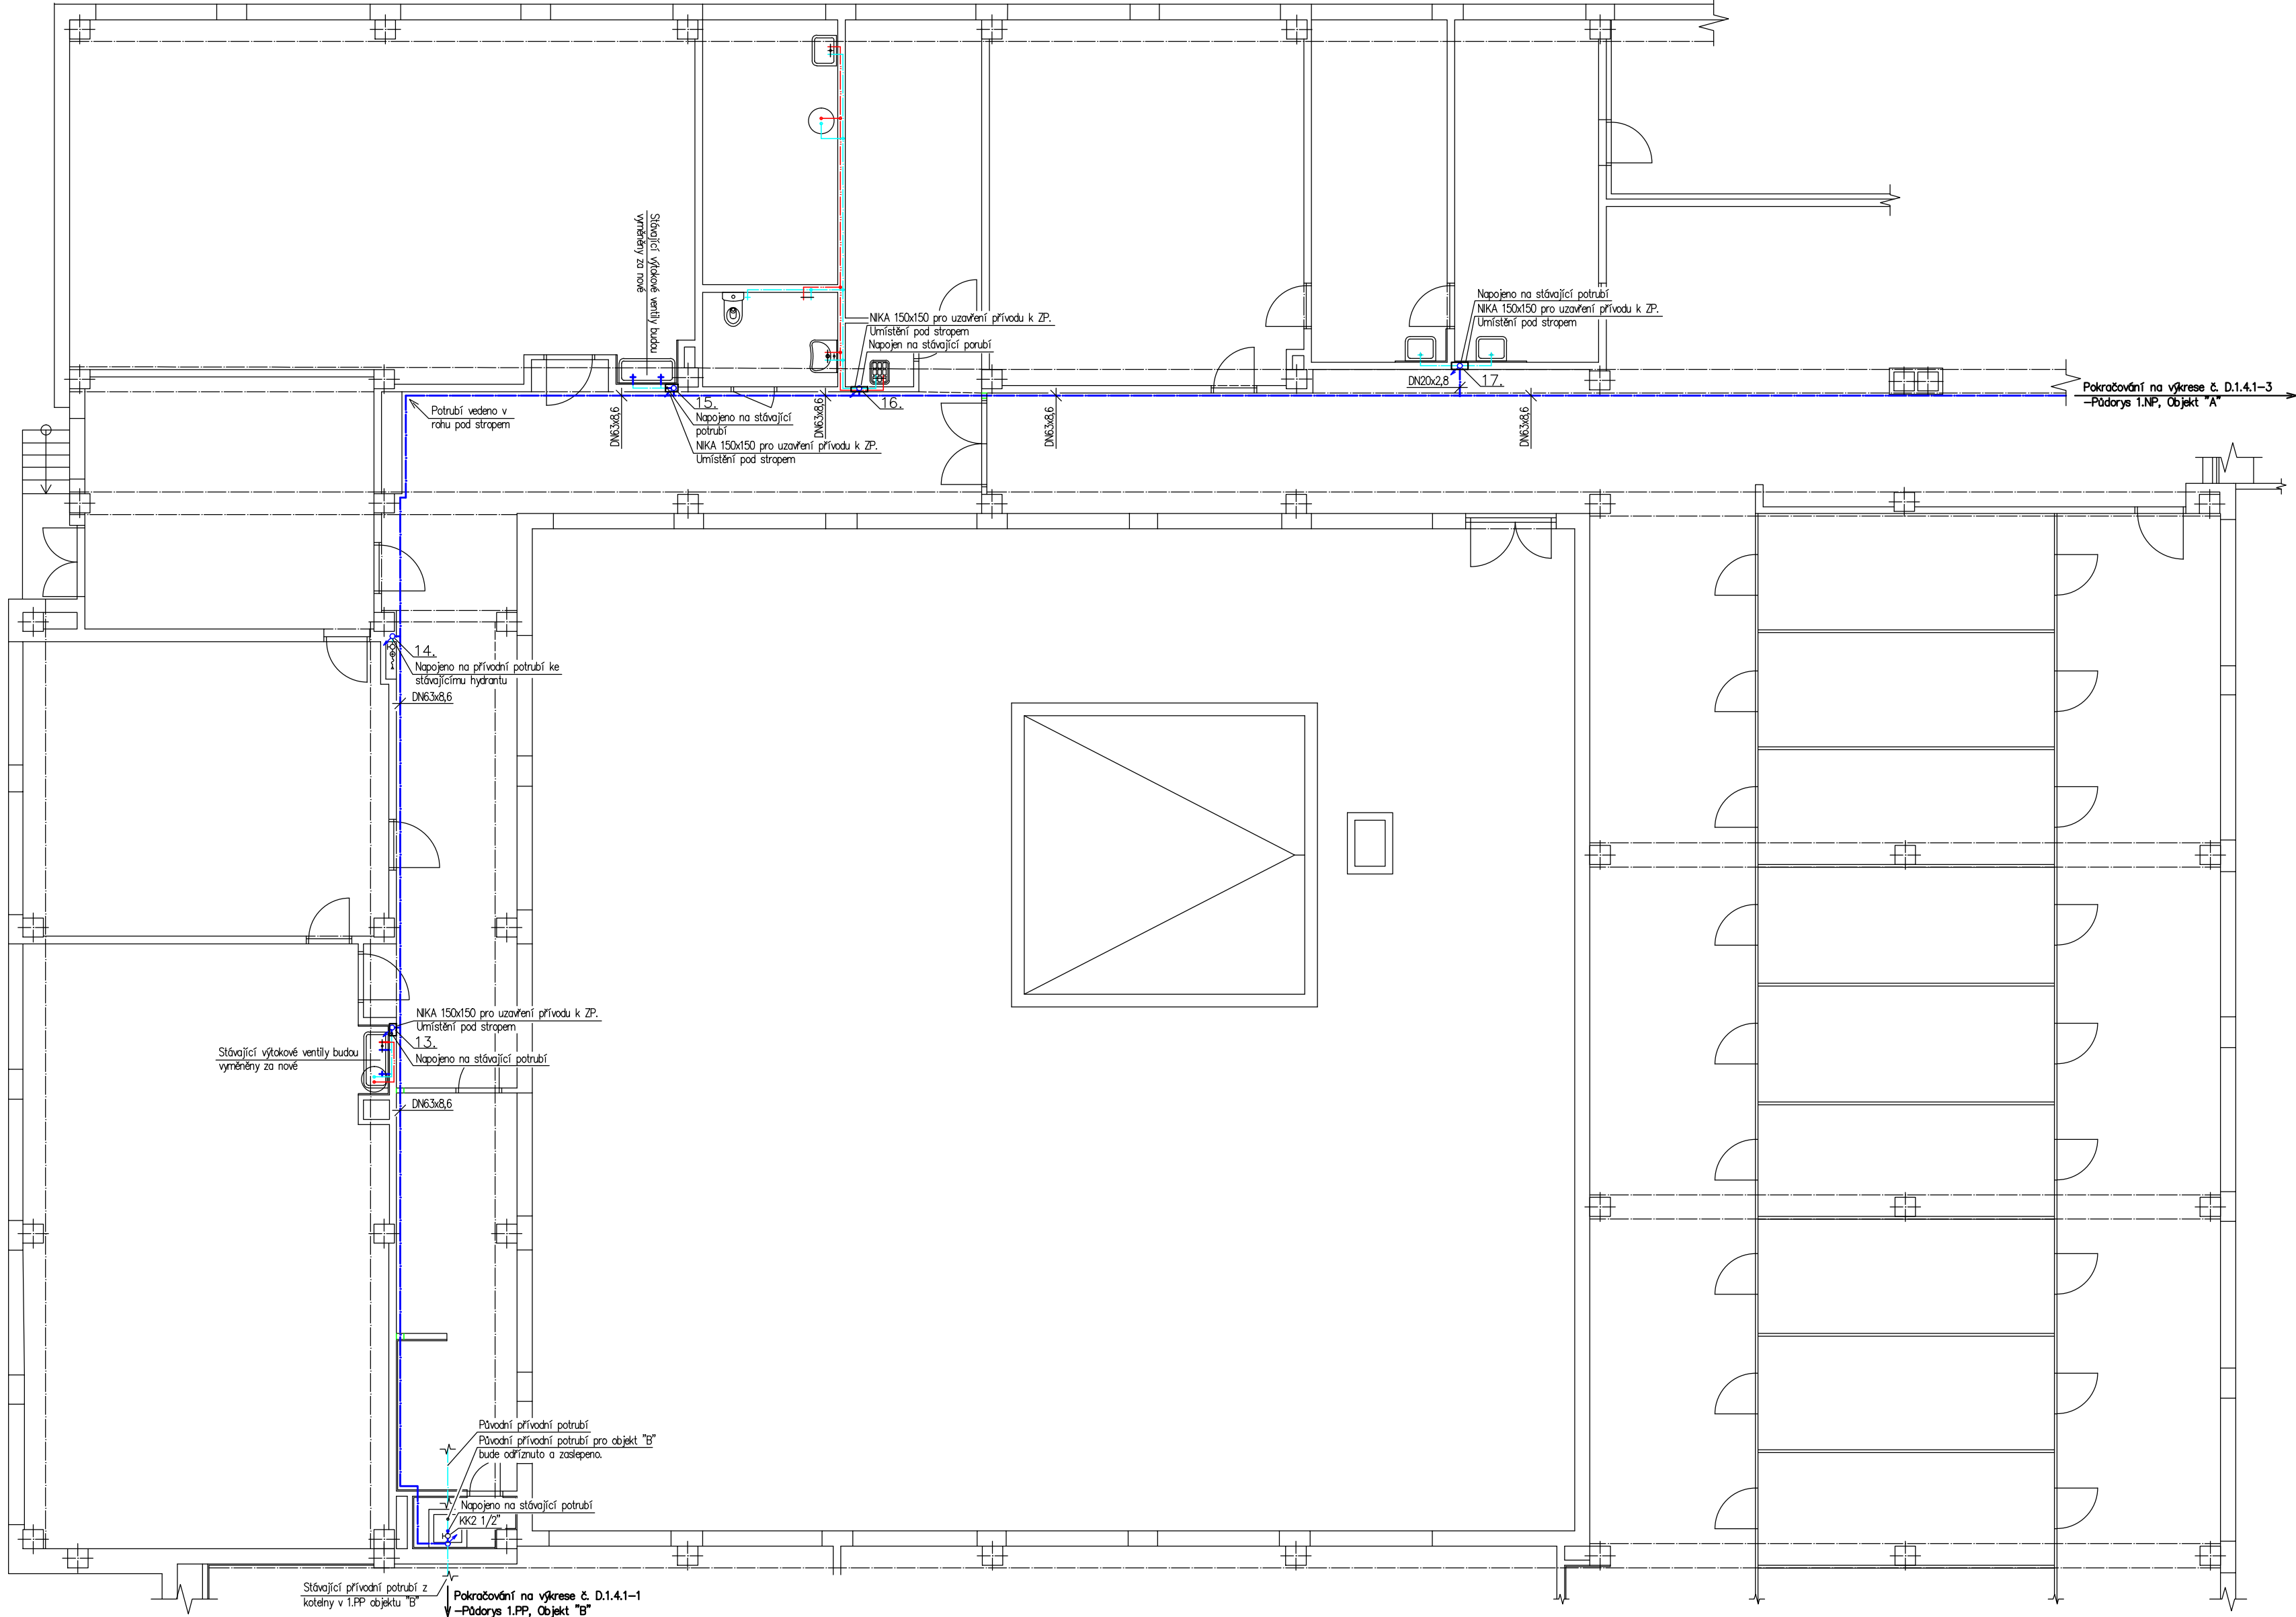 Stávající výtokové ventily budou
vyměněny za nové
NIKA 150x150 pro uzavření přívodu k ZP.
Umístění pod stropem
Napojen na stávající porubí
Napojeno na stávající potrubí
NIKA 150x150 pro uzavření přívodu k ZP.
Umístění pod stropem
DN20x2,8
17.
Pokračování na výkrese č. D.1.4.1-3
-Půdorys 1.NP, Objekt "A"
Potrubí vedeno v
rohu pod stropem
DN63x8,6
15.
Napojeno na stávající
potrubí
NIKA 150x150 pro uzavření přívodu k ZP.
Umístění pod stropem
DN63x8,6
16.
DN63x8,6
DN63x8,6
14.
Napojeno na přívodní potrubí ke
stávajícímu hydrantu
DN63x8,6
NIKA 150x150 pro uzavření přívodu k ZP.
Umístění pod stropem
13.
Napojeno na stávající potrubí
Stávající výtokové ventily budou
vyměněny za nové
DN63x8,6
Původní přívodní potrubí
Původní přívodní potrubí pro objekt "B"
bude odříznuto a zaslepeno.
Napojeno na stávající potrubí
KK2 1/2"
Stávající přívodní potrubí z
kotelny v 1.PP objektu "B"
Pokračování na výkrese č. D.1.4.1-1
-Půdorys 1.PP, Objekt "B"